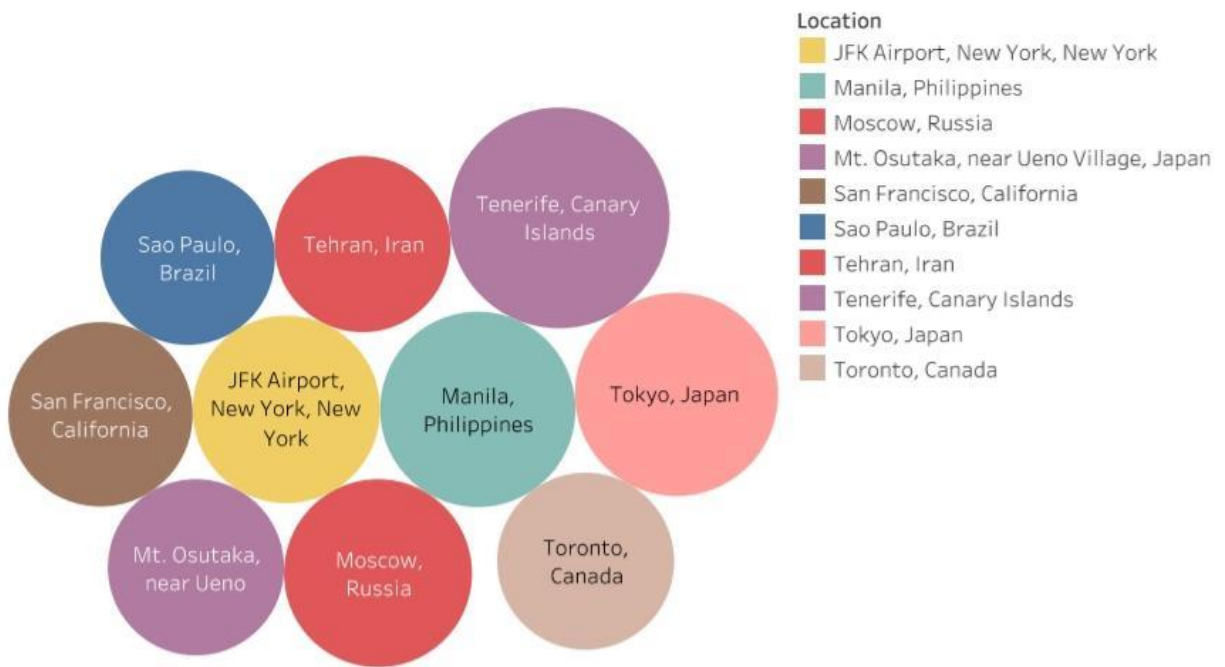 Location
JFK Airport, New York, New York
Manila, Philippines
Moscow, Russia
Mt. Osutaka, near Ueno Village, Japan
San Francisco, California
Sao Paulo, Brazil
Tehran, Iran
Tenerife, Canary Islands
Tokyo, Japan
Toronto, Canada
Tenerife, Canary
Islands
Sao Paulo,
Brazil
Tehran, Iran
San Francisco,
California
JFK Airport,
New York, New
York
Manila,
Philippines
Tokyo, Japan
Mt. Osutaka,
near Ueno
Moscow,
Russia
Toronto,
Canada